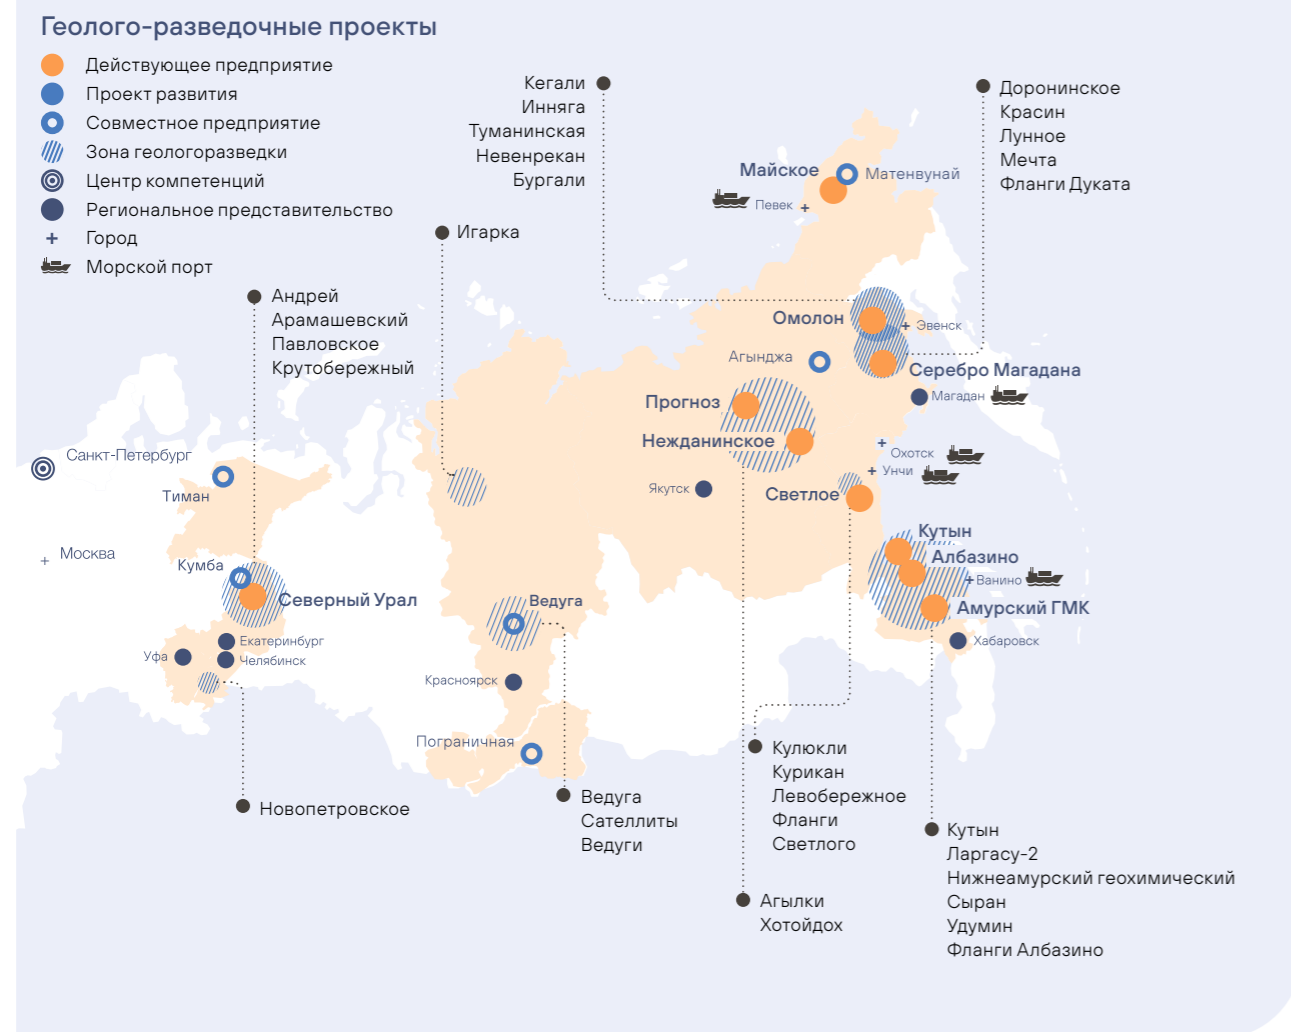 Геолого-разведочные проекты
Действующее предприятие
Проект развития
Совместное предприятие
Зона геологоразведки
Центр компетенций
Региональное представительство
Город
Морской порт
Кегали
Инняга
Туманинская
Невенрекан
Бургали
Доронинское
Красин
Лунное
Мечта
Фланги Дуката
Майское
Матенвунай
Певек
Игарка
Андрей
Арамашевский
Павловское
Крутобережный
Омолон
Эвенск
Агынджа
Серебро Магадана
Магадан
Прогноз
Нежданинское
Охотск
Унчи
Якутск
Светлое
Санкт-Петербург
Тиман
Москва
Кумба
Северный Урал
Екатеринбург
Уфа
Челябинск
Ведуга
Красноярск
Пограничная
Кутын
Албазино
Ванино
Амурский ГМК
Хабаровск
Новопетровское
Ведуга
Сателлиты
Ведуги
Кулюкли
Курикан
Левобережное
Фланги
Светлого
Агылки
Хотойдох
Кутын
Ларгасу-2
Нижнеамурский геохимический
Сыран
Удумин
Фланги Албазино